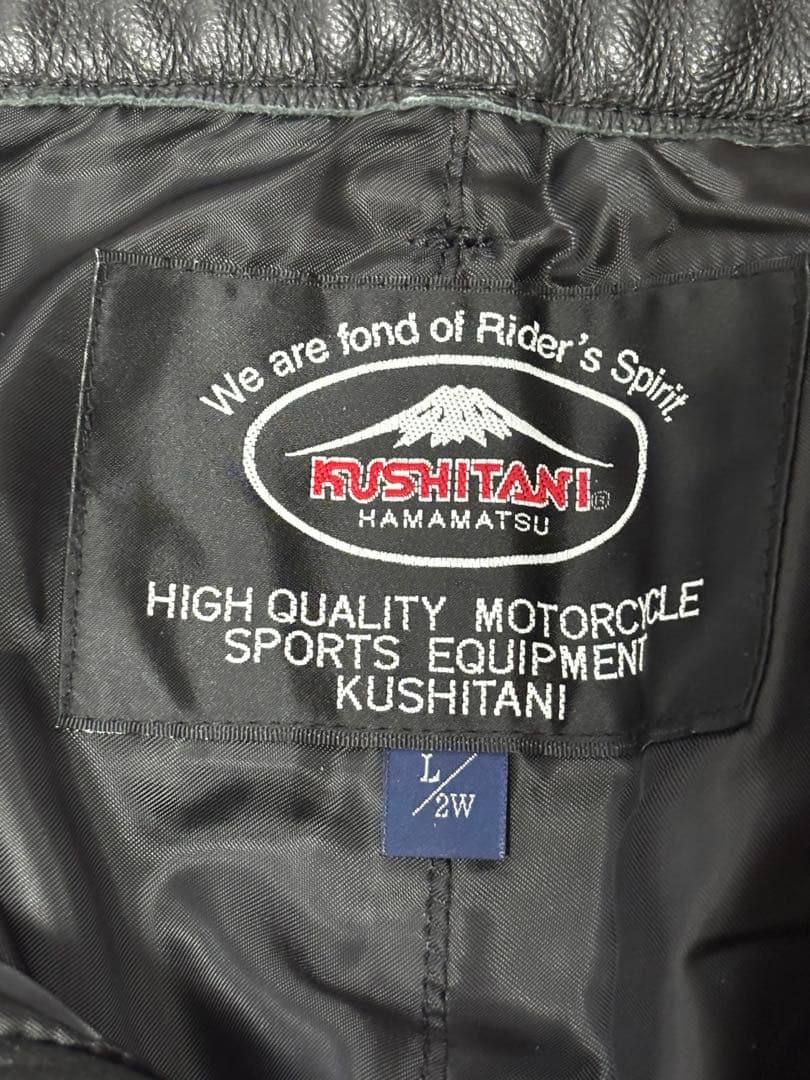 We are fond of Rider's Spirit.
KUSHITANI®
HAMAMATSU
HIGH QUALITY MOTORCYCLE
SPORTS EQUIPMENT
KUSHITANI
L/2W